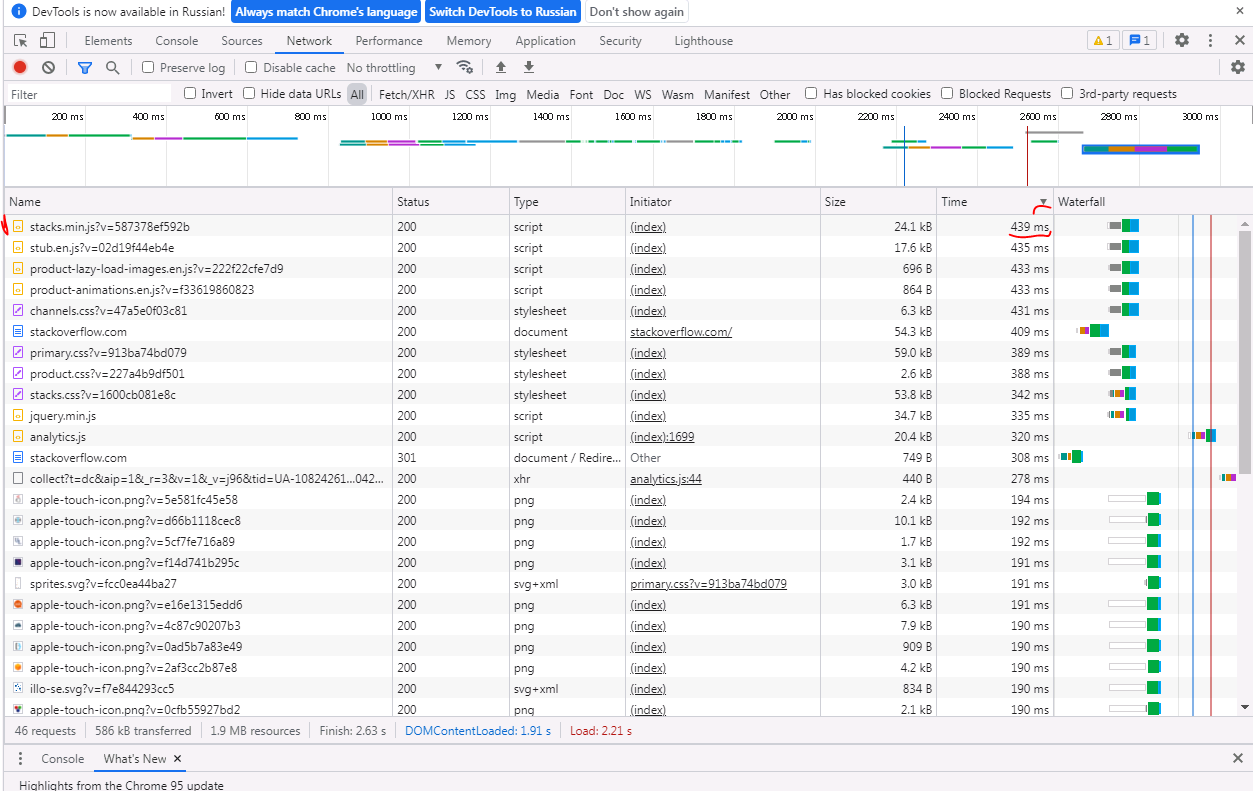 DevTools is now available in Russian! Always match Chrome's language Switch DevTools to Russian Don't show again
Elements Console Sources Network Performance Memory Application Security Lighthouse 1 1
Preserve log Disable cache No throttling
Filter Invert Hide data URLs All Fetch/XHR JS CSS Img Media Font Doc WS Wasm Manifest Other Has blocked cookies Blocked Requests 3rd-party requests
200 ms 400 ms 600 ms 800 ms 1000 ms 1200 ms 1400 ms 1600 ms 1800 ms 2000 ms 2200 ms 2400 ms 2600 ms 2800 ms 3000 ms
Name Status Type Initiator Size Time Waterfall
stacks.min.js?v=587378ef592b 200 script (index) 24.1 kB 439 ms
stub.en.js?v=02d19f44eb4e 200 script (index) 17.6 kB 435 ms
product-lazy-load-images.en.js?v=222f22cfe7d9 200 script (index) 696 B 433 ms
product-animations.en.js?v=f33619860823 200 script (index) 864 B 433 ms
channels.css?v=47a5e0f03c81 200 stylesheet (index) 6.3 kB 431 ms
stackoverflow.com 200 document stackoverflow.com/ 54.3 kB 409 ms
primary.css?v=913ba74bd079 200 stylesheet (index) 59.0 kB 389 ms
product.css?v=227a4b9df501 200 stylesheet (index) 2.6 kB 388 ms
stacks.css?v=1600cb081e8c 200 stylesheet (index) 53.8 kB 342 ms
jquery.min.js 200 script (index) 34.7 kB 335 ms
analytics.js 200 script (index):1699 20.4 kB 320 ms
stackoverflow.com 301 document / Redire... Other 749 B 308 ms
collect?t=dc&aip=1&_r=3&v=1&_v=j96&tid=UA-10824261...042... 200 xhr analytics.js:44 440 B 278 ms
apple-touch-icon.png?v=5e581fc45e58 200 png (index) 2.4 kB 194 ms
apple-touch-icon.png?v=d66b1118cec8 200 png (index) 10.1 kB 192 ms
apple-touch-icon.png?v=5cf7fe716a89 200 png (index) 1.7 kB 192 ms
apple-touch-icon.png?v=f14d741b295c 200 png (index) 3.1 kB 191 ms
sprites.svg?v=fcc0ea44ba27 200 svg+xml primary.css?v=913ba74bd079 3.0 kB 191 ms
apple-touch-icon.png?v=e16e1315edd6 200 png (index) 6.3 kB 191 ms
apple-touch-icon.png?v=4c87c90207b3 200 png (index) 7.9 kB 190 ms
apple-touch-icon.png?v=0ad5b7a83e49 200 png (index) 909 B 190 ms
apple-touch-icon.png?v=2af3cc2b87e8 200 png (index) 4.2 kB 190 ms
illo-se.svg?v=f7e844293cc5 200 svg+xml (index) 834 B 190 ms
apple-touch-icon.png?v=0cfb55927bd2 200 png (index) 2.1 kB 190 ms
46 requests 586 kB transferred 1.9 MB resources Finish: 2.63 s DOMContentLoaded: 1.91 s Load: 2.21 s
Console What's New
Highlights from the Chrome 95 update